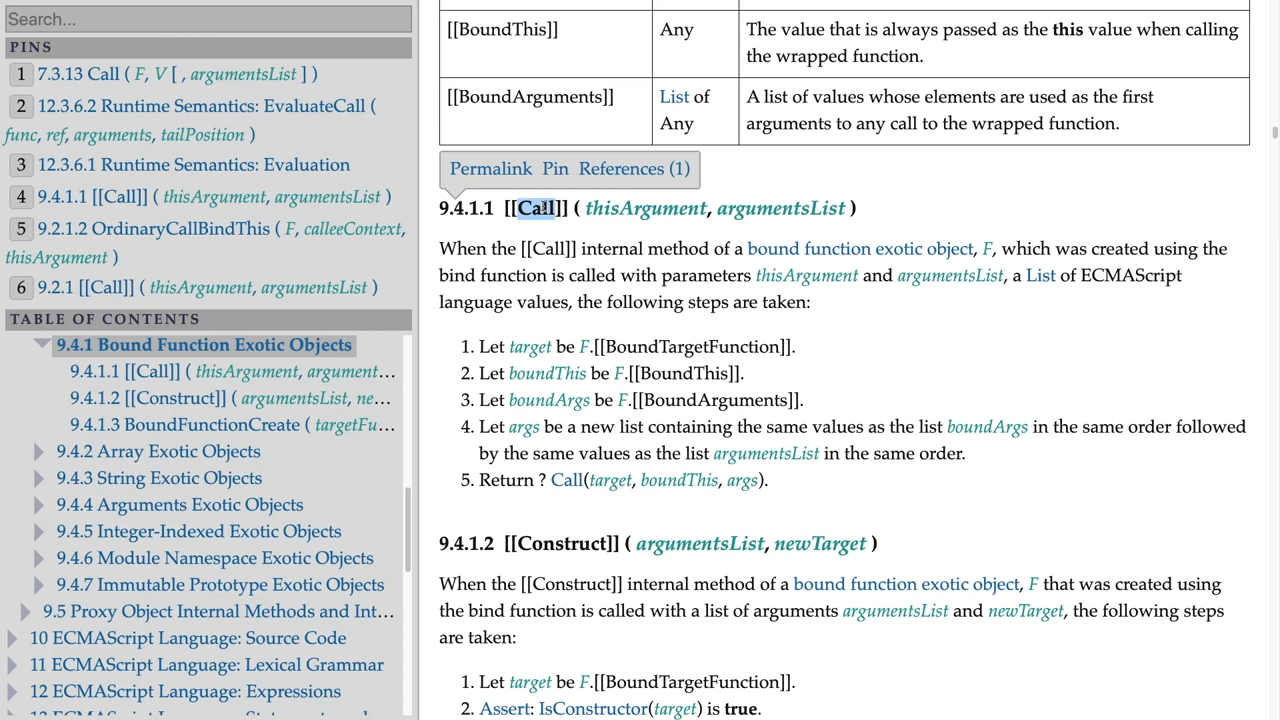 Search...
PINS
1 7.3.13 Call ( F, V [ , argumentsList ] )
2 12.3.6.2 Runtime Semantics: EvaluateCall (
func, ref, arguments, tailPosition )
3 12.3.6.1 Runtime Semantics: Evaluation
4 9.4.1.1 [[Call]] ( thisArgument, argumentsList )
5 9.2.1.2 OrdinaryCallBindThis ( F, calleeContext,
thisArgument )
6 9.2.1 [[Call]] ( thisArgument, argumentsList )
TABLE OF CONTENTS
9.4.1 Bound Function Exotic Objects
9.4.1.1 [[Call]] ( thisArgument, argument…
9.4.1.2 [[Construct]] ( argumentsList, ne…
9.4.1.3 BoundFunctionCreate ( targetFu…
9.4.2 Array Exotic Objects
9.4.3 String Exotic Objects
9.4.4 Arguments Exotic Objects
9.4.5 Integer-Indexed Exotic Objects
9.4.6 Module Namespace Exotic Objects
9.4.7 Immutable Prototype Exotic Objects
9.5 Proxy Object Internal Methods and Int…
10 ECMAScript Language: Source Code
11 ECMAScript Language: Lexical Grammar
12 ECMAScript Language: Expressions
[[BoundThis]] Any The value that is always passed as the this value when calling
the wrapped function.
[[BoundArguments]] List of A list of values whose elements are used as the first
Any arguments to any call to the wrapped function.
Permalink Pin References (1)
9.4.1.1 [[Call]] ( thisArgument, argumentsList )
When the [[Call]] internal method of a bound function exotic object, F, which was created using the
bind function is called with parameters thisArgument and argumentsList, a List of ECMAScript
language values, the following steps are taken:
1. Let target be F.[[BoundTargetFunction]].
2. Let boundThis be F.[[BoundThis]].
3. Let boundArgs be F.[[BoundArguments]].
4. Let args be a new list containing the same values as the list boundArgs in the same order followed
by the same values as the list argumentsList in the same order.
5. Return ? Call(target, boundThis, args).
9.4.1.2 [[Construct]] ( argumentsList, newTarget )
When the [[Construct]] internal method of a bound function exotic object, F that was created using
the bind function is called with a list of arguments argumentsList and newTarget, the following steps
are taken:
1. Let target be F.[[BoundTargetFunction]].
2. Assert: IsConstructor(target) is true.